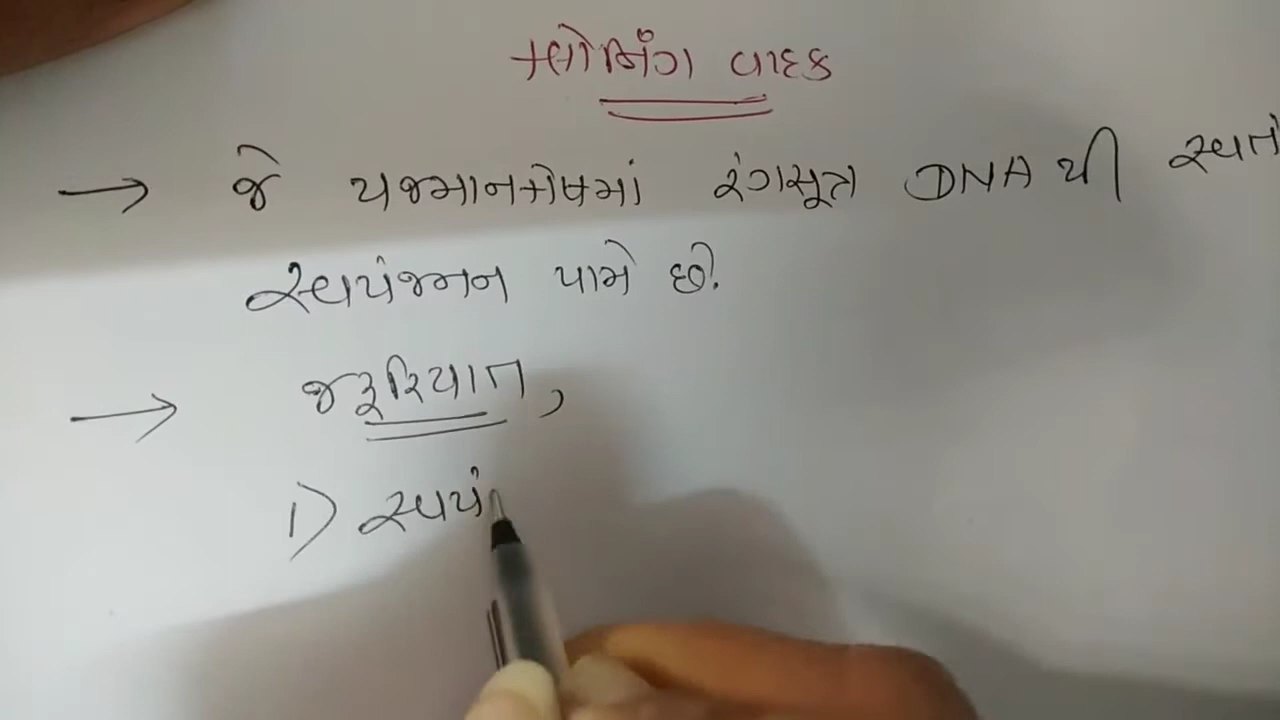 ક્લોનિંગ વાહક
→ જે યજમાનકોષમાં રંગસૂત્ર DNA થી સ્વતં
સ્વયંજનન પામે છે.
→ જરૂરિયાત,
1) સ્વયં